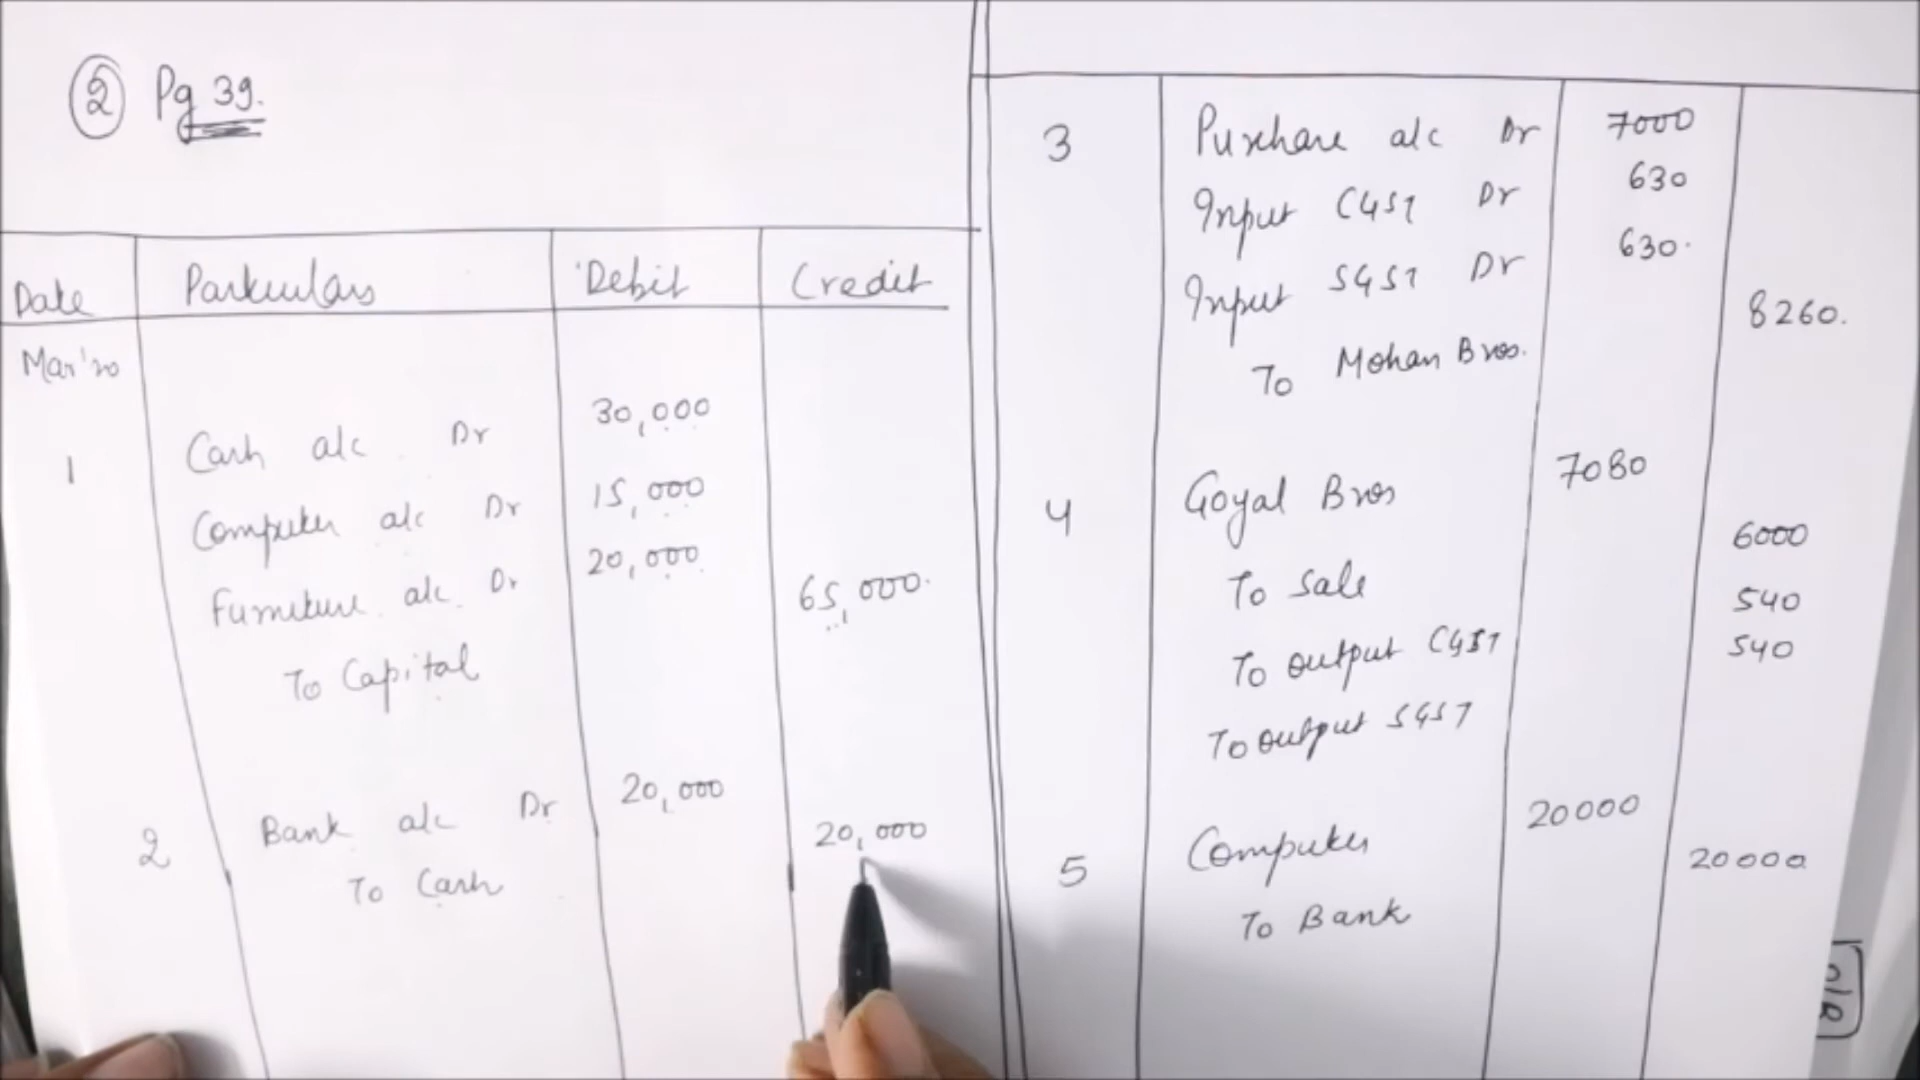 2 Pg 39.
Date Particulars Debit Credit
Mar'20
1 Cash a/c Dr 30,000
Computer a/c Dr 15,000
Furniture a/c Dr 20,000
To Capital 65,000.
2 Bank a/c Dr 20,000
To Cash 20,000
3 Purchase a/c Dr 7000
Input CGST Dr 630
Input SGST Dr 630.
To Mohan Bros. 8260.
4 Goyal Bros 7080
To Sale 6000
To output CGST 540
To output SGST 540
5 Computer 20000
To Bank 20000